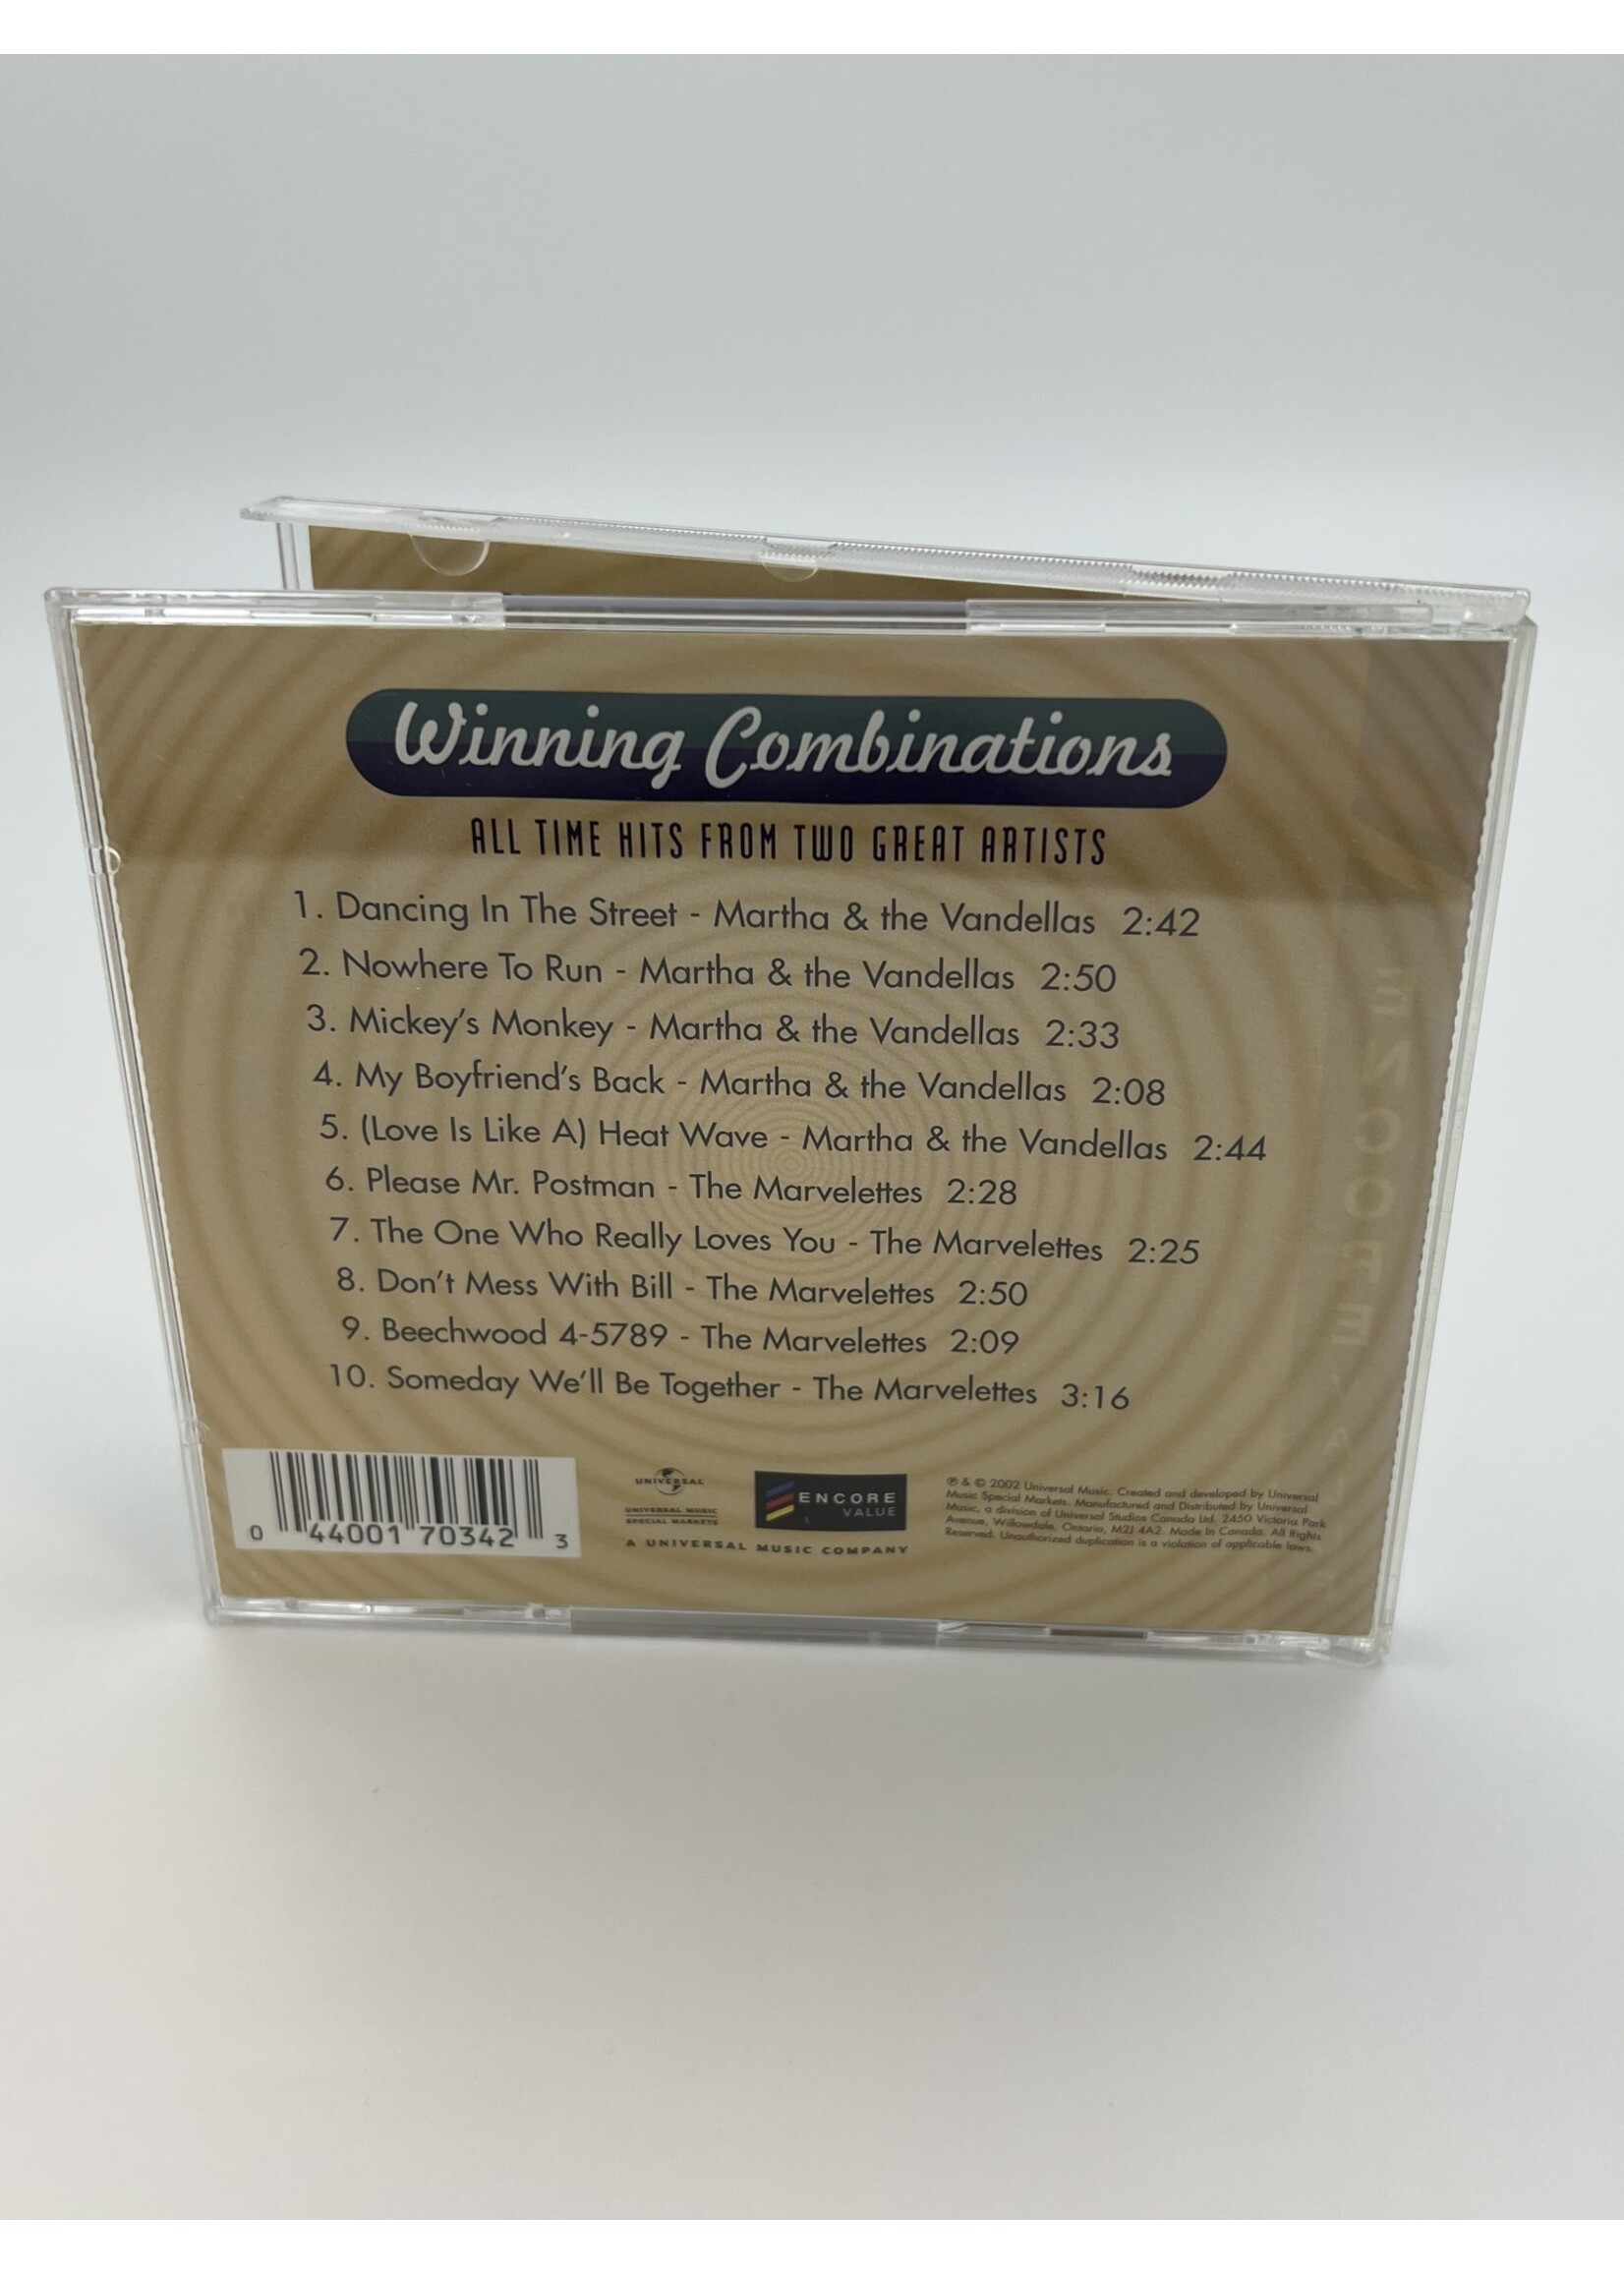 Winning Combinations
ALL TIME HITS FROM TWO GREAT ARTISTS
1. Dancing In The Street - Martha & the Vandellas 2:42
2. Nowhere To Run - Martha & the Vandellas 2:50
3. Mickey's Monkey - Martha & the Vandellas 2:33
4. My Boyfriend's Back - Martha & the Vandellas 2:08
5. (Love Is Like A) Heat Wave - Martha & the Vandellas 2:44
6. Please Mr. Postman - The Marvelettes 2:28
7. The One Who Really Loves You - The Marvelettes 2:25
8. Don't Mess With Bill - The Marvelettes 2:50
9. Beechwood 4-5789 - The Marvelettes 2:09
10. Someday We'll Be Together - The Marvelettes 3:16
0 44001 70342 3
UNIVERSAL
UNIVERSAL MUSIC
SPECIAL MARKETS
ENCORE
VALUE
A UNIVERSAL MUSIC COMPANY
℗ & © 2002 Universal Music. Created and developed by Universal
Music Special Markets. Manufactured and Distributed by Universal
Music, a division of Universal Studios Canada Ltd. 2450 Victoria Park
Avenue, Willowdale, Ontario, M2J 4A2. Made In Canada. All Rights
Reserved. Unauthorized duplication is a violation of applicable laws.
ENCORE